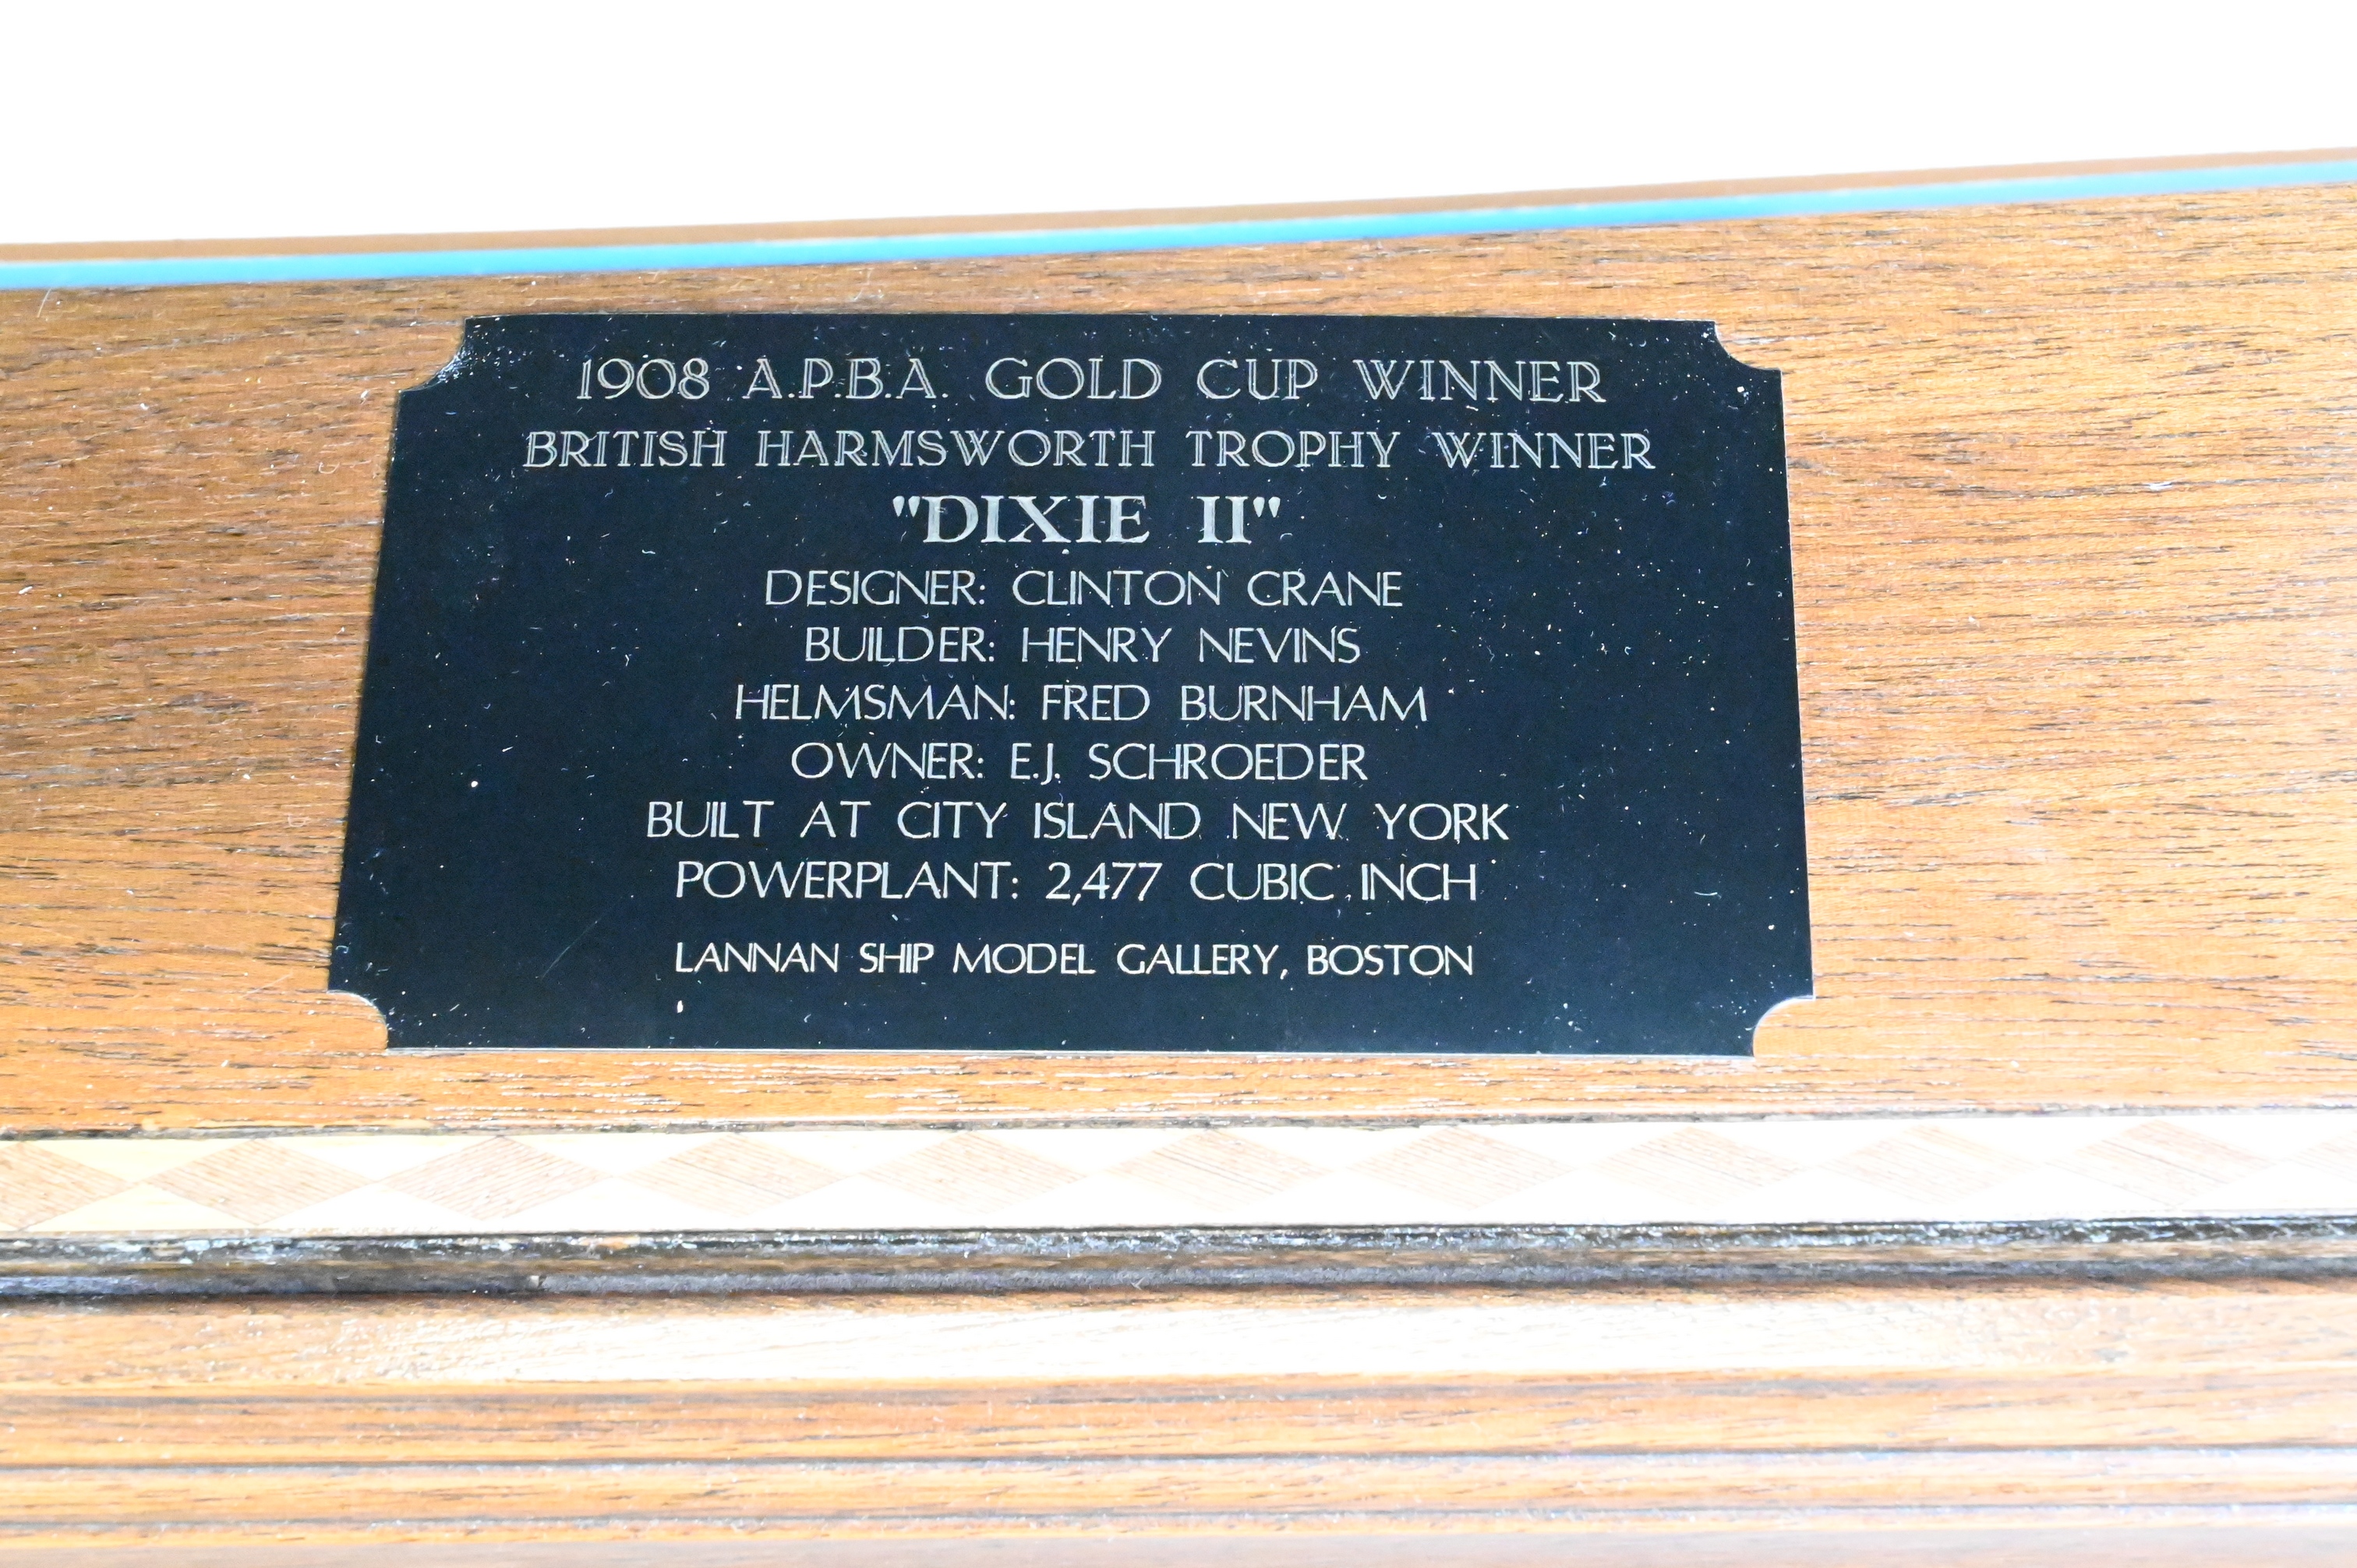 1908 A.P.B.A. GOLD CUP WINNER
BRITISH HARMSWORTH TROPHY WINNER
"DIXIE II"
DESIGNER: CLINTON CRANE
BUILDER: HENRY NEVINS
HELMSMAN: FRED BURNHAM
OWNER: E.J. SCHROEDER
BUILT AT CITY ISLAND NEW YORK
POWERPLANT: 2,477 CUBIC INCH
LANNAN SHIP MODEL GALLERY, BOSTON